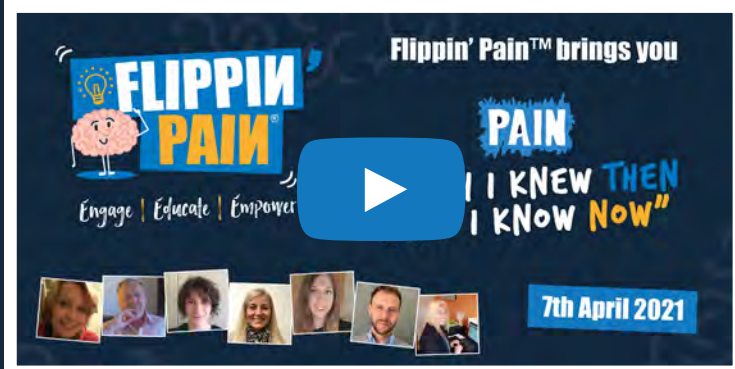 FLIPPIN'
PAIN®
Engage | Educate | Empower
Flippin' Pain™ brings you
PAIN
I KNEW THEN
I KNOW NOW"
7th April 2021